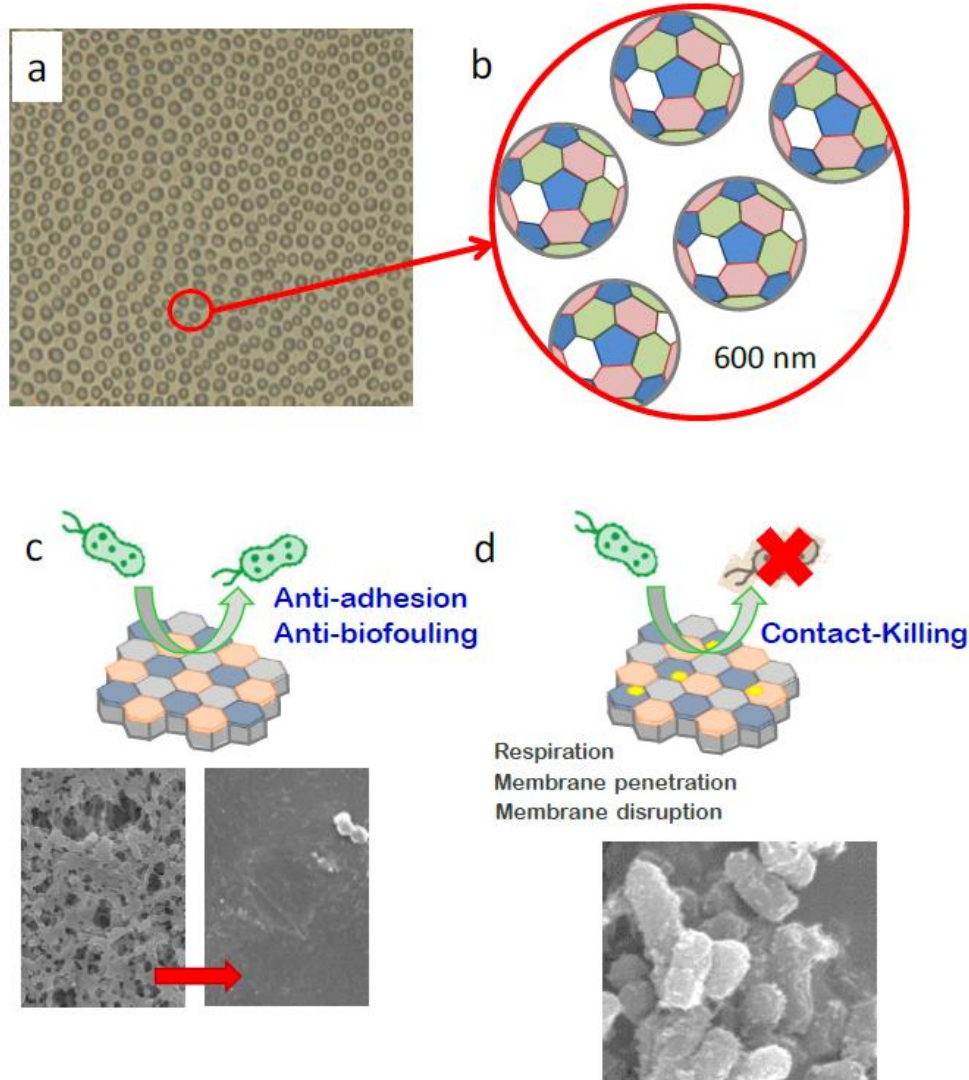 a
b
600 nm
c
Anti-adhesion
Anti-biofouling
d
Contact-Killing
Respiration
Membrane penetration
Membrane disruption